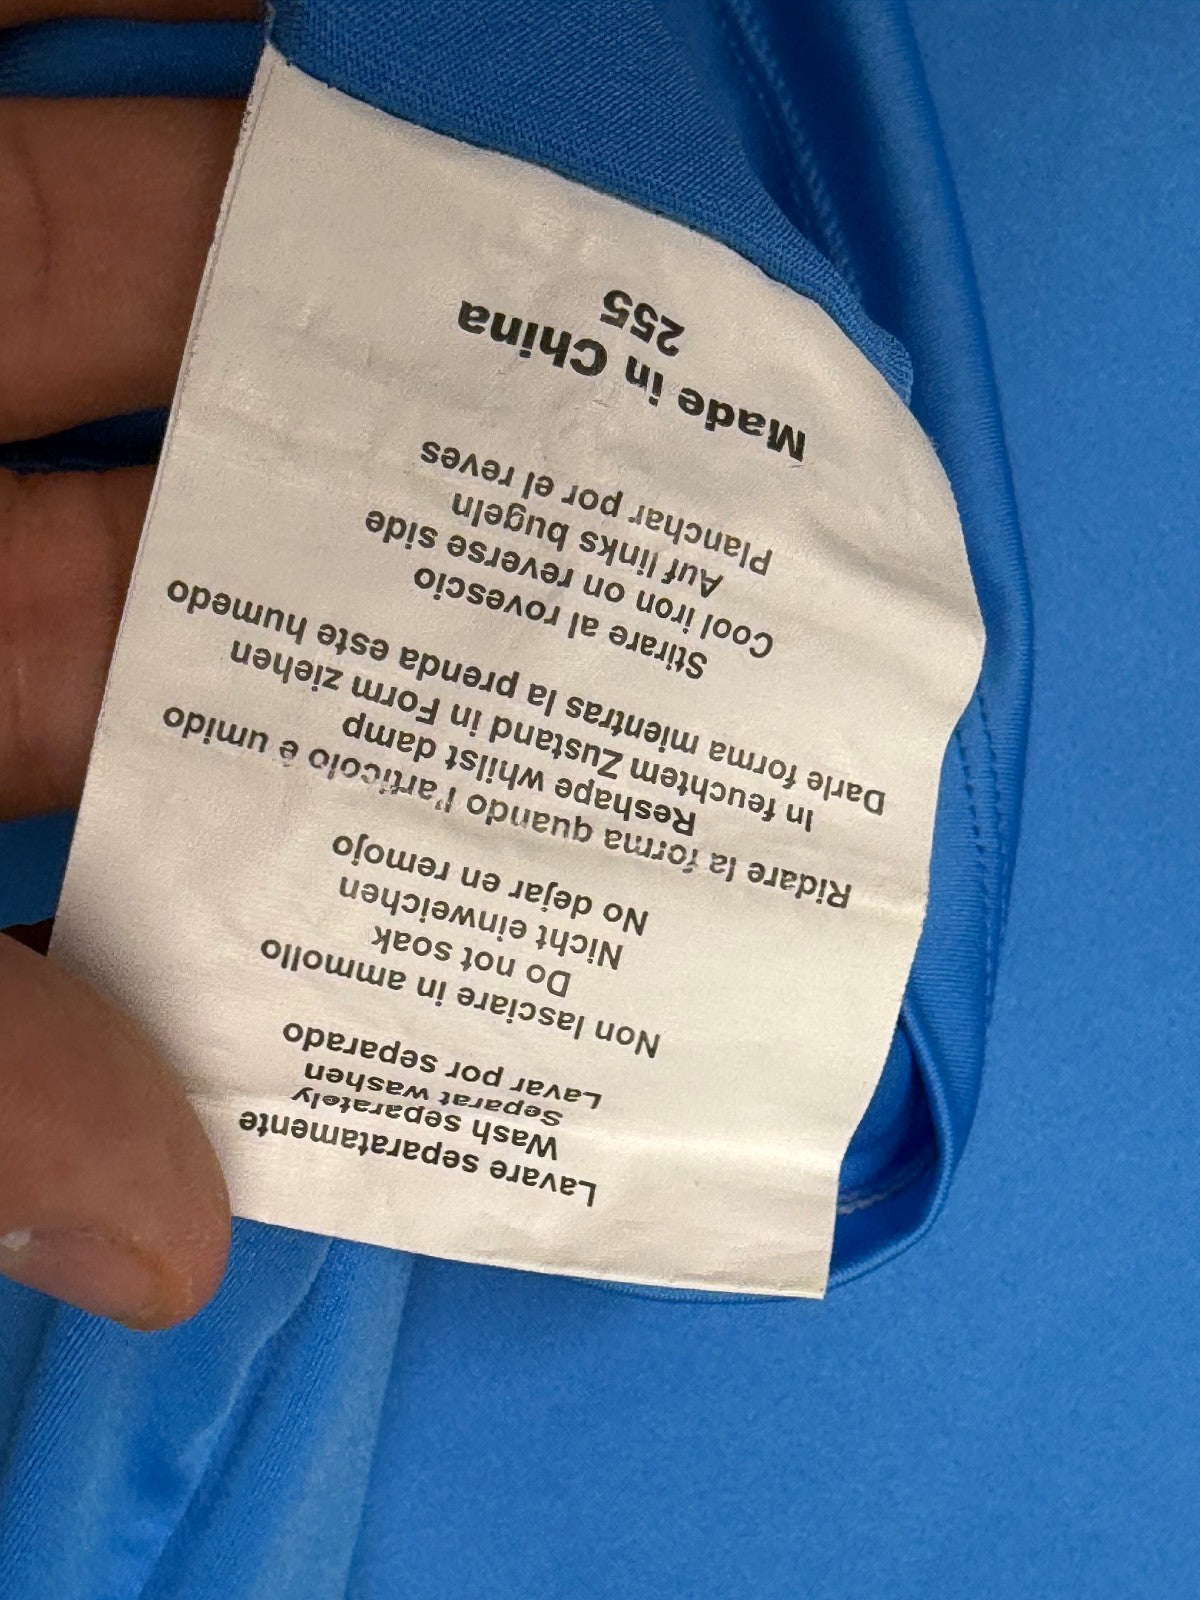 Lavare separatamente
Wash separately
Separat washen
Lavar por separado
Non lasciare in ammollo
Do not soak
Nicht einweichen
No dejar en remojo
Ridare la forma quando l'articolo è umido
Reshape whilst damp
In feuchtem Zustand in Form ziehen
Darle forma mientras la prenda este humedo
Stirare al rovescio
Cool iron on reverse side
Auf links bugeln
Planchar por el reves
Made in China
255